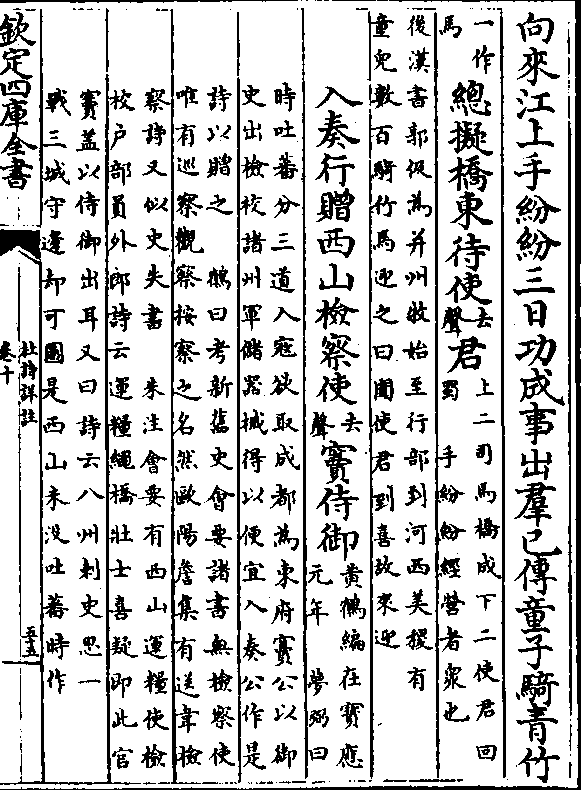 向來江上手紛紛三日功成事出羣已傳童子騎青竹
一作馬總擬橋東待使去聲君上二司馬橋成下二使君回蜀 手紛紛經營者衆也
後漢書郭伋為并州牧始至行部到河西美稷有
童兒數百騎竹馬迎之曰聞使君到喜故來迎
入奏行贈西山檢察使去聲竇侍御黄鶴編在寳應元年 夢弼曰
時吐蕃分三道入寇欲取成都為東府竇公以御
史出檢校諸州軍儲器械得以便宜入奏公作是
詩以贈之 鶴曰考新舊史會要諸書無檢察使
唯有巡察觀察按察之名然歐陽詹集有送韋檢
察詩又似史失書 朱注會要有西山運糧使檢
校户部員外郎詩云運糧繩橋壯士喜疑即此官
竇蓋以侍御出耳又曰詩云八州刺史思一
戰三城守邊却可圖是西山未没吐蕃時作
欽定四庫全書
杜詩詳註
卷十
五五